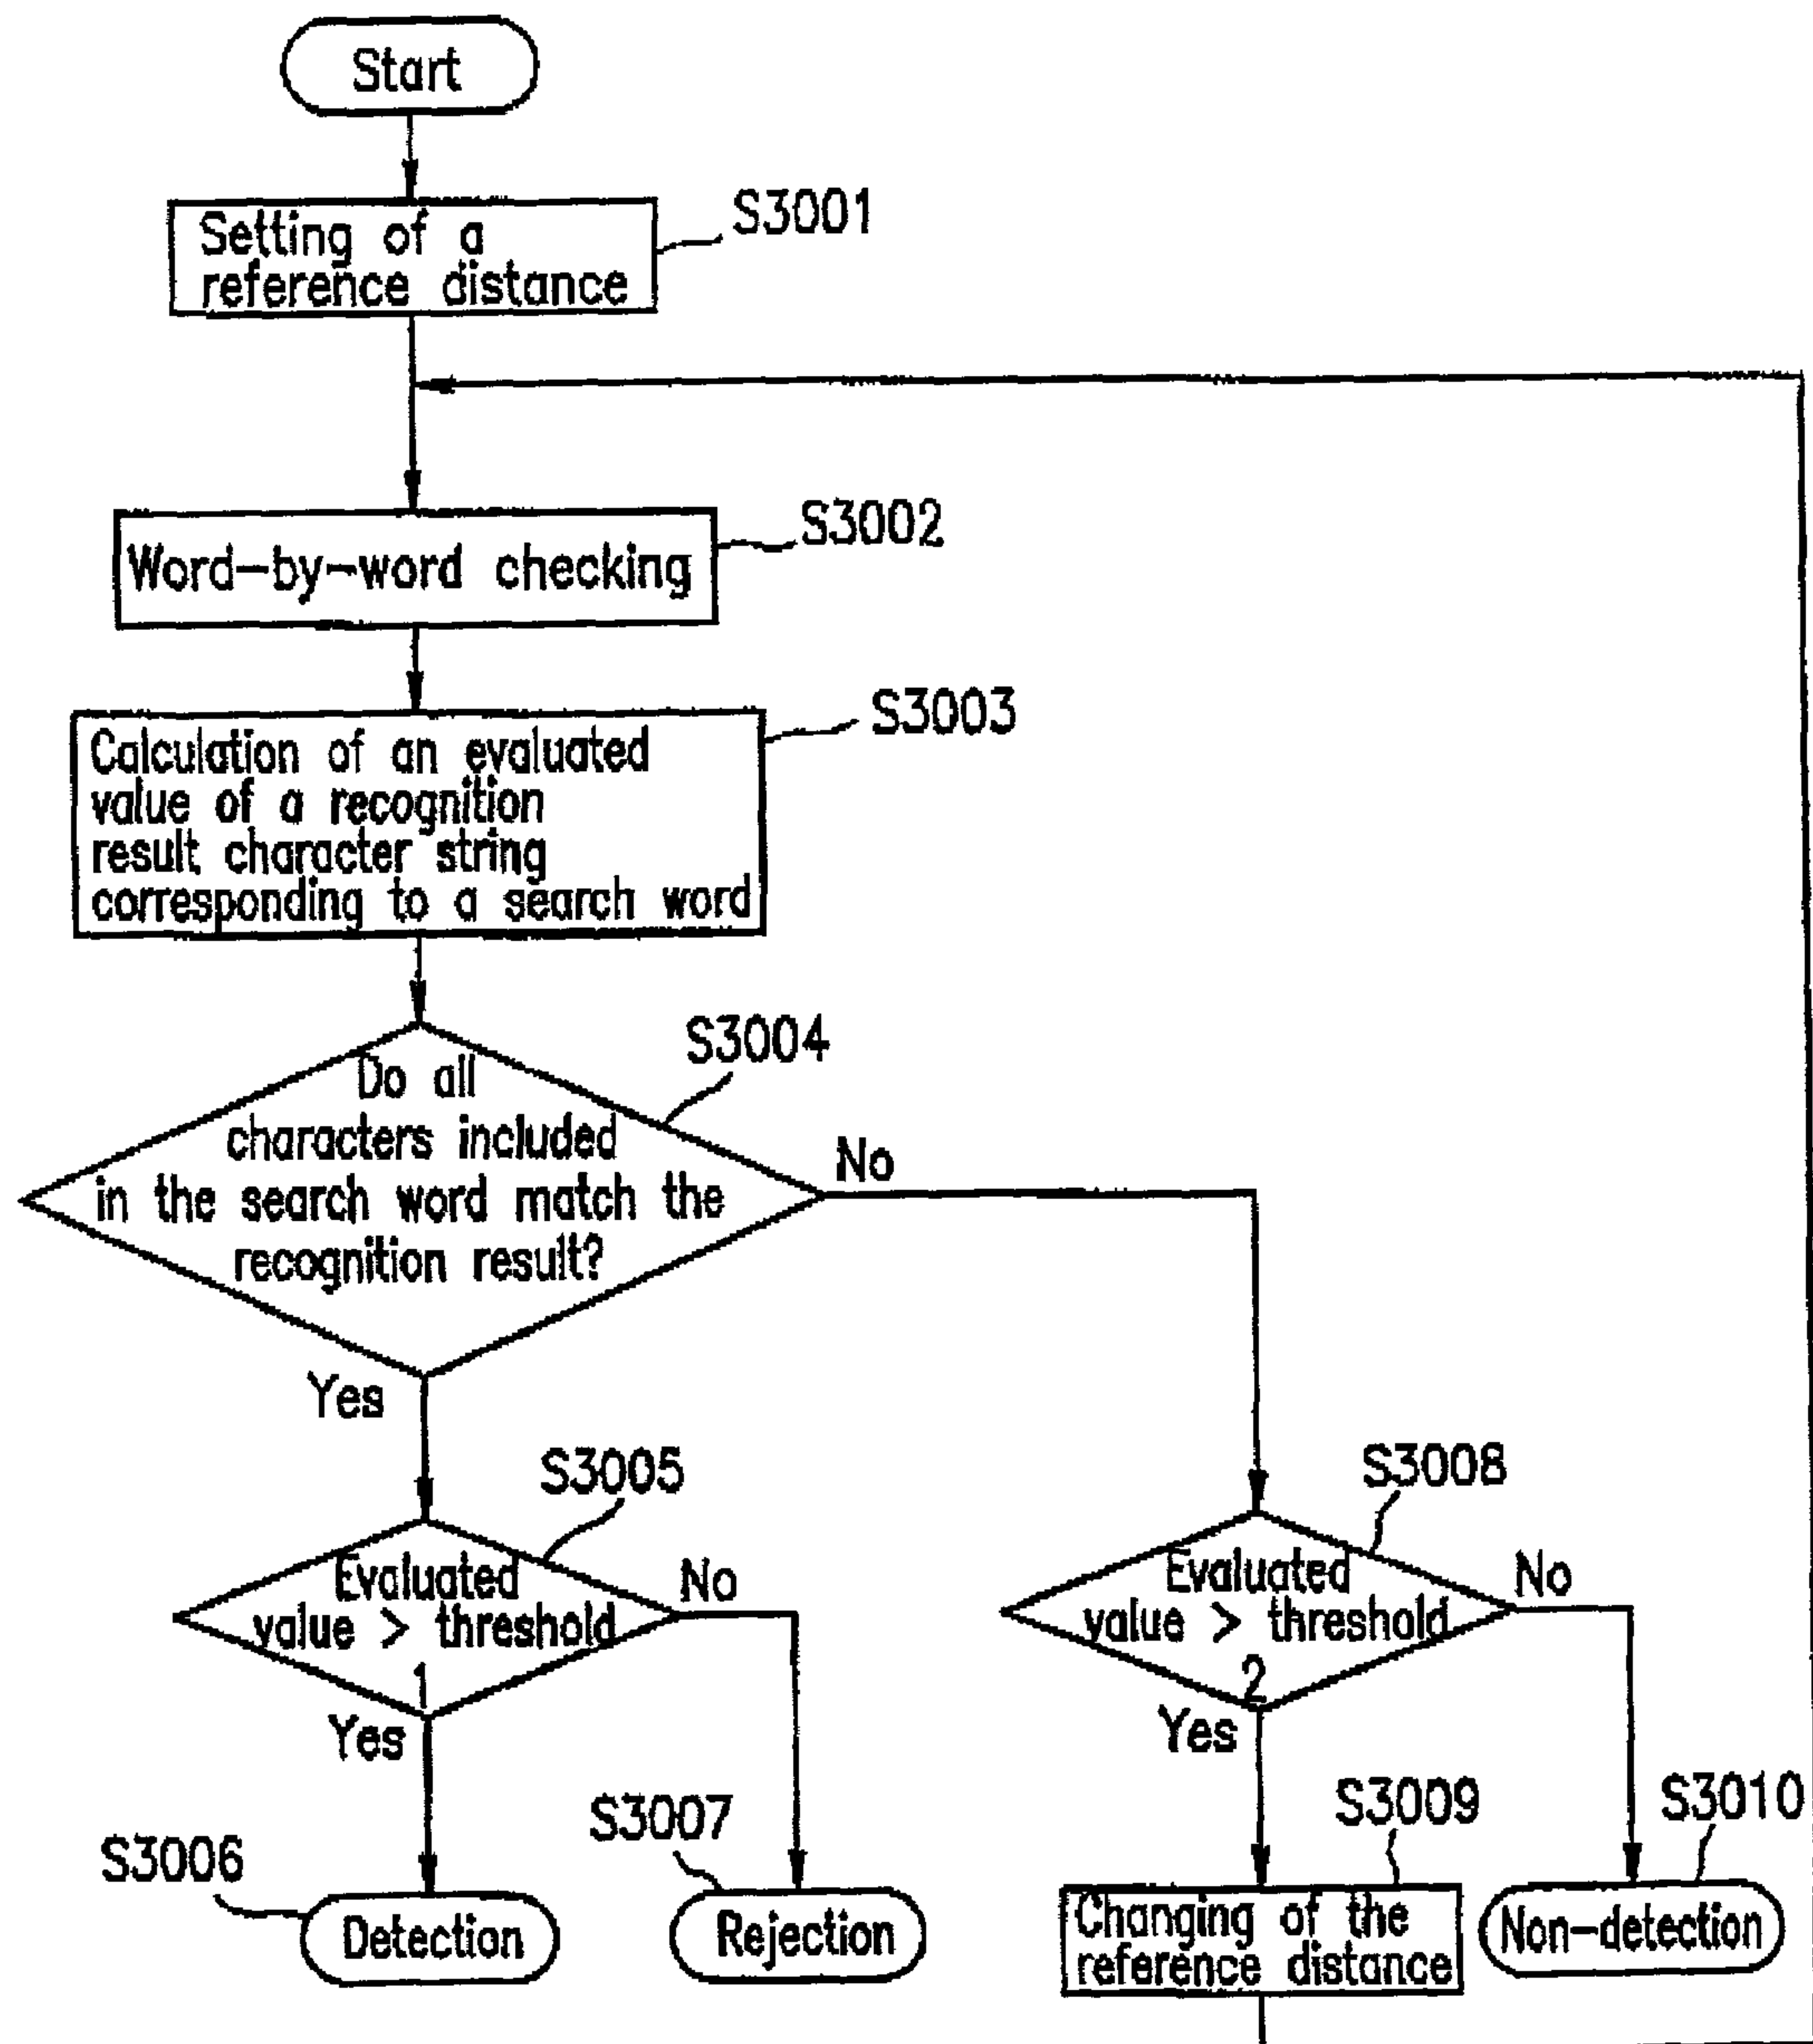 Start
S3001
Setting of a
reference distance
S3002
Word-by-word checking
S3003
Calculation of an evaluated
value of a recognition
result character string
corresponding to a search word
S3004
Do all
characters included
in the search word match the
recognition result?
No
Yes
S3005
Evaluated
value > threshold
1
No
Yes
S3008
Evaluated
value > threshold
2
No
Yes
S3006
Detection
S3007
Rejection
S3009
Changing of the
reference distance
S3010
Non-detection